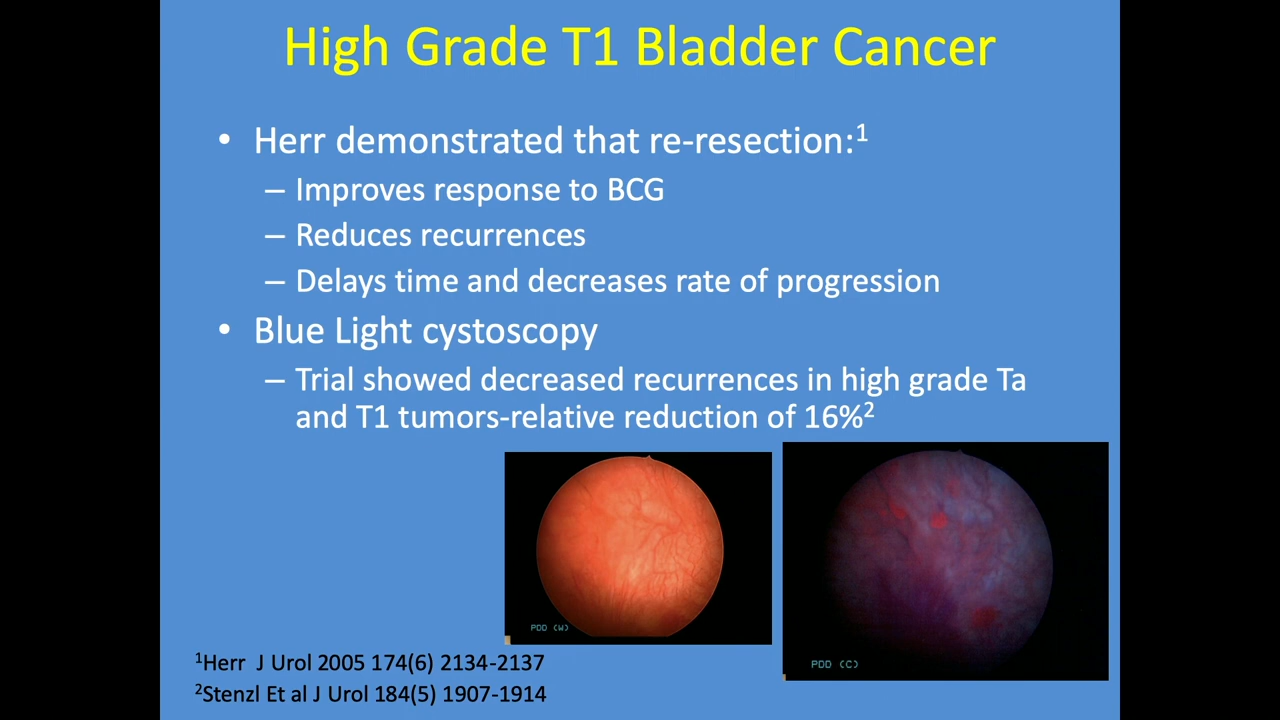 High Grade T1 Bladder Cancer
• Herr demonstrated that re-resection:¹
– Improves response to BCG
– Reduces recurrences
– Delays time and decreases rate of progression
• Blue Light cystoscopy
– Trial showed decreased recurrences in high grade Ta
and T1 tumors-relative reduction of 16%²
PDD (W)
PDD (C)
¹Herr J Urol 2005 174(6) 2134-2137
²Stenzl Et al J Urol 184(5) 1907-1914